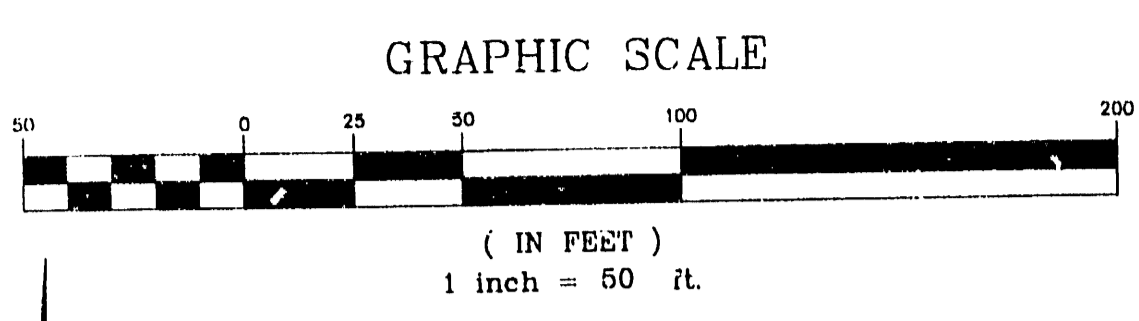 GRAPHIC SCALE
50 0 25 50 100 200
( IN FEET )
1 inch = 50 ft.